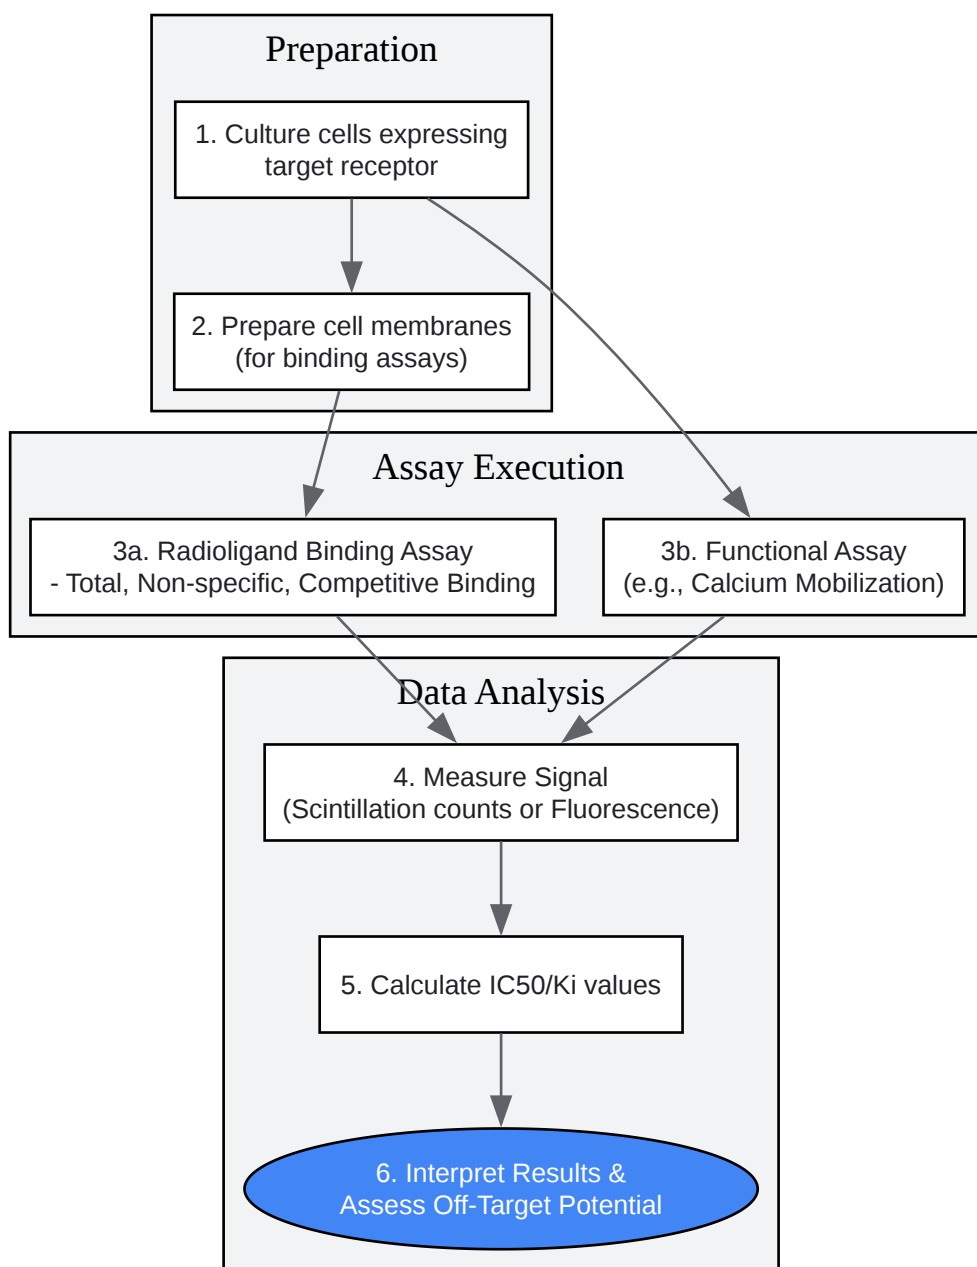 Preparation
1. Culture cells expressing
target receptor
2. Prepare cell membranes
(for binding assays)
Assay Execution
3a. Radioligand Binding Assay
- Total, Non-specific, Competitive Binding
3b. Functional Assay
(e.g., Calcium Mobilization)
Data Analysis
4. Measure Signal
(Scintillation counts or Fluorescence)
5. Calculate IC50/Ki values
6. Interpret Results &
Assess Off-Target Potential